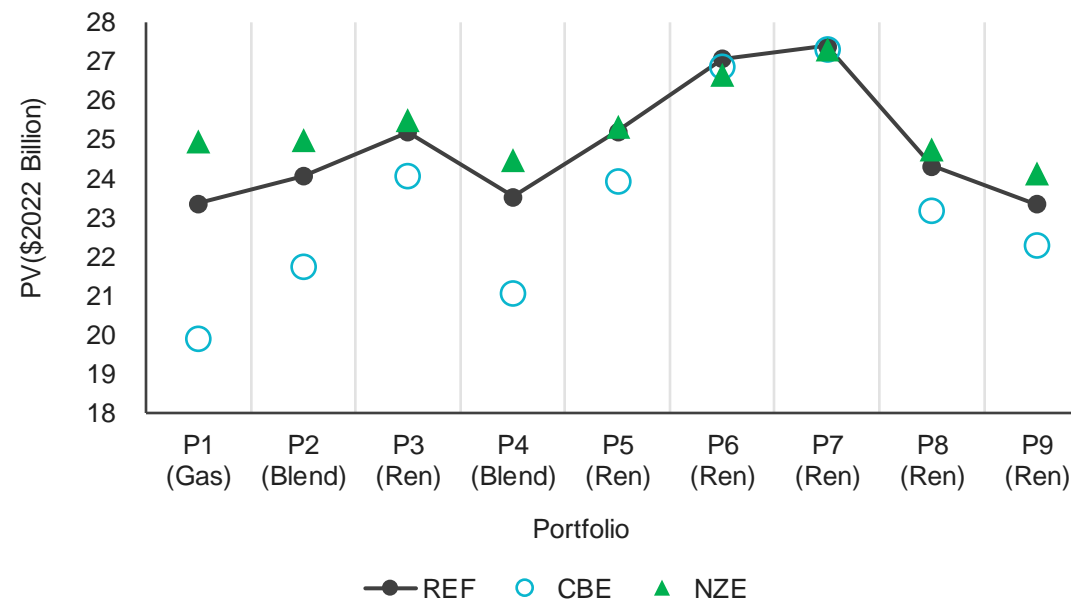 28
27
26
25
24
23
22
21
20
19
18
PV($2022 Billion)
P1 P2 P3 P4 P5 P6 P7 P8 P9
(Gas) (Blend) (Ren) (Blend) (Ren) (Ren) (Ren) (Ren) (Ren)
Portfolio
REF CBE NZE